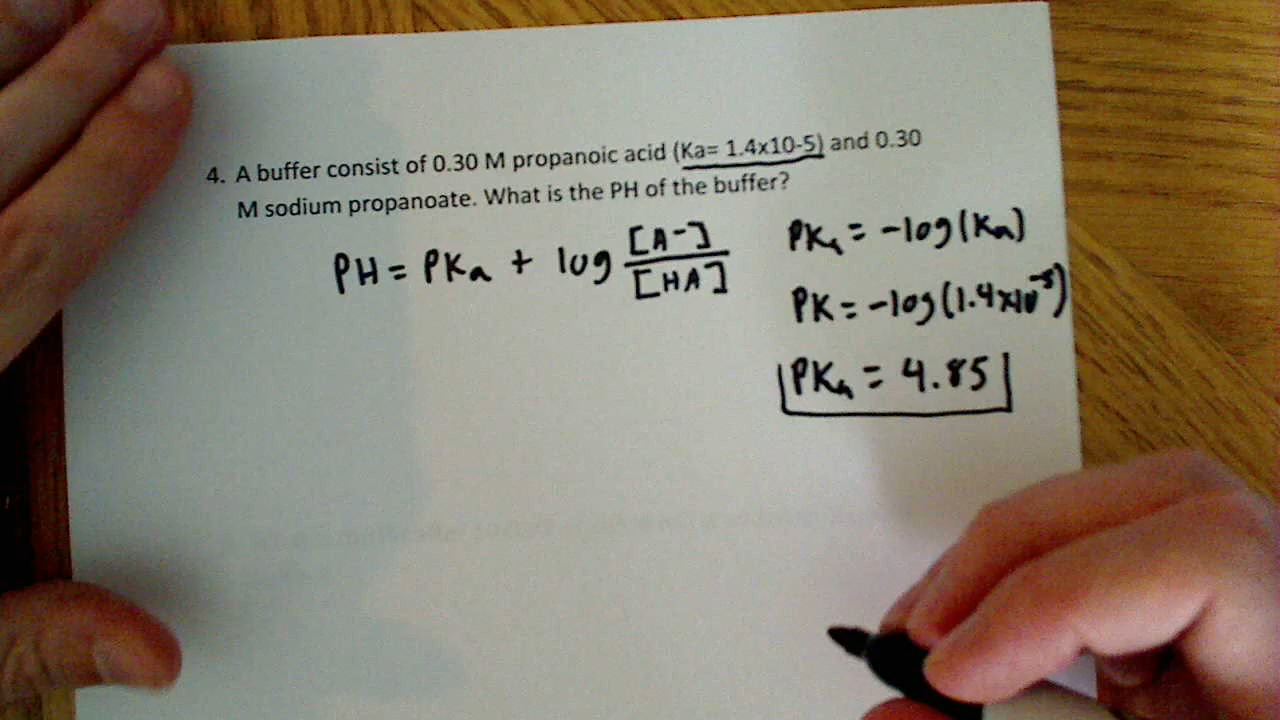 4. A buffer consist of 0.30 M propanoic acid (Ka= 1.4x10-5) and 0.30
M sodium propanoate. What is the PH of the buffer?
PH = PKa + log [A-] / [HA]
PKa = -log(Ka)
PK = -log(1.4x10^-5)
PKa = 4.85